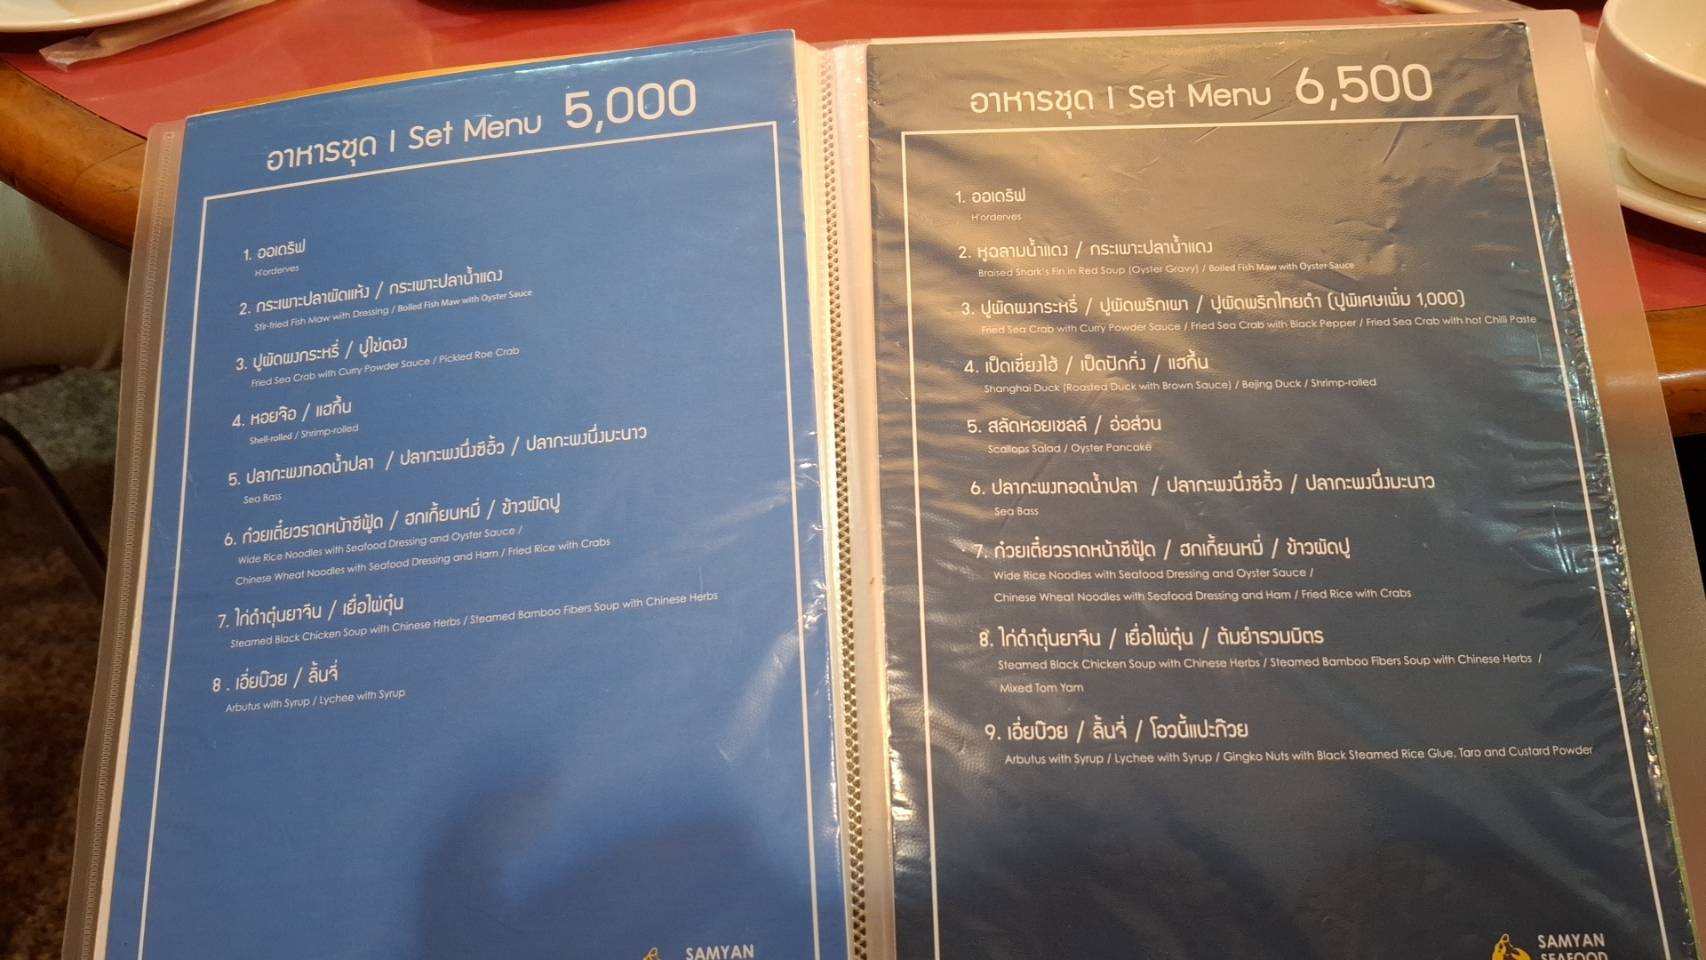 อาหารชุด | Set Menu 5,000
1. ออเดริฟ
H'orderves
2. กระเพาะปลาผัดแห้ง / กระเพาะปลาน้ำแดง
Stir-fried Fish Maw with Dressing / Boiled Fish Maw with Oyster Sauce
3. ปูผัดผงกระหรี่ / ปูไข่ดอง
Fried Sea Crab with Curry Powder Sauce / Pickled Roe Crab
4. หอยจ๊อ / แฮกึ้น
Shell-rolled / Shrimp-rolled
5. ปลากะพงทอดน้ำปลา / ปลากะพงนึ่งซีอิ้ว / ปลากะพงนึ่งมะนาว
Sea Bass
6. ก๋วยเตี๋ยวราดหน้าซีฟู้ด / ฮกเกี้ยนหมี่ / ข้าวผัดปู
Wide Rice Noodles with Seafood Dressing and Oyster Sauce /
Chinese Wheat Noodles with Seafood Dressing and Ham / Fried Rice with Crabs
7. ไก่ดำตุ๋นยาจีน / เยื่อไผ่ตุ๋น
Steamed Black Chicken Soup with Chinese Herbs / Steamed Bamboo Fibers Soup with Chinese Herbs
8 . เอี่ยบ๊วย / ลิ้นจี่
Arbutus with Syrup / Lychee with Syrup
SAMYAN
อาหารชุด | Set Menu 6,500
1. ออเดริฟ
H'orderves
2. หูฉลามน้ำแดง / กระเพาะปลาน้ำแดง
Braised Shark's Fin in Red Soup (Oyster Gravy) / Boiled Fish Maw with Oyster Sauce
3. ปูผัดผงกระหรี่ / ปูผัดพริกเผา / ปูผัดพริกไทยดำ (ปูพิเศษเพิ่ม 1,000)
Fried Sea Crab with Curry Powder Sauce / Fried Sea Crab with Black Pepper / Fried Sea Crab with hot Chilli Paste
4. เป็ดเซี่ยงไฮ้ / เป็ดปักกิ่ง / แฮกึ้น
Shanghai Duck (Roasted Duck with Brown Sauce) / Bejing Duck / Shrimp-rolled
5. สลัดหอยเชลล์ / อ่อส่วน
Scallops Salad / Oyster Pancake
6. ปลากะพงทอดน้ำปลา / ปลากะพงนึ่งซีอิ้ว / ปลากะพงนึ่งมะนาว
Sea Bass
7. ก๋วยเตี๋ยวราดหน้าซีฟู้ด / ฮกเกี้ยนหมี่ / ข้าวผัดปู
Wide Rice Noodles with Seafood Dressing and Oyster Sauce /
Chinese Wheat Noodles with Seafood Dressing and Ham / Fried Rice with Crabs
8. ไก่ดำตุ๋นยาจีน / เยื่อไผ่ตุ๋น / ต้มยำรวมมิตร
Steamed Black Chicken Soup with Chinese Herbs / Steamed Bamboo Fibers Soup with Chinese Herbs /
Mixed Tom Yam
9. เอี่ยบ๊วย / ลิ้นจี่ / โอวนี้แปะก๊วย
Arbutus with Syrup / Lychee with Syrup / Gingko Nuts with Black Steamed Rice Glue, Taro and Custard Powder
SAMYAN
SEAFOOD